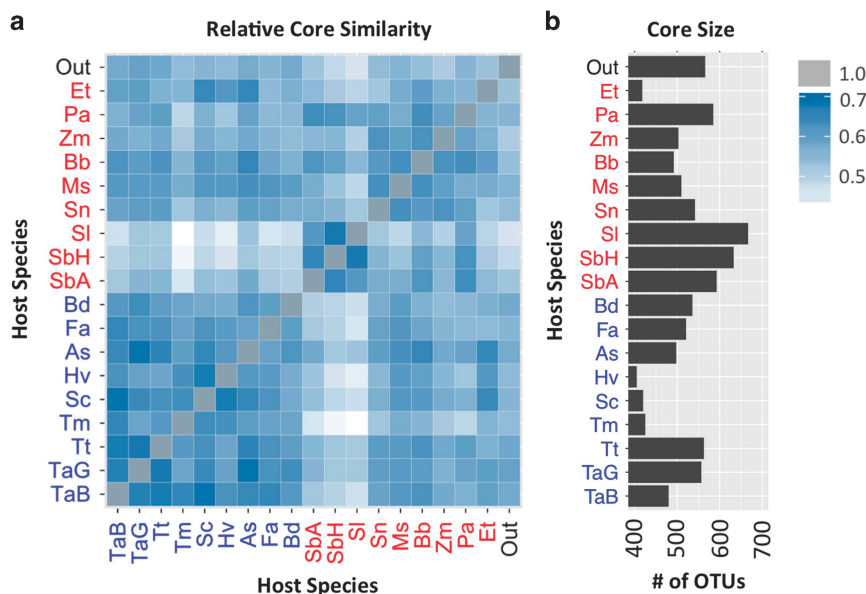 a
Relative Core Similarity
Host Species
Out
Et
Pa
Zm
Bb
Ms
Sn
Sl
SbH
SbA
Bd
Fa
As
Hv
Sc
Tm
Tt
TaG
TaB
TaB TaG Tt Tm Sc Hv As Fa Bd SbA SbH Sl Sn Ms Bb Zm Pa Et Out
Host Species
b
Core Size
Host Species
Out
Et
Pa
Zm
Bb
Ms
Sn
Sl
SbH
SbA
Bd
Fa
As
Hv
Sc
Tm
Tt
TaG
TaB
400 500 600 700
# of OTUs
1.0
0.7
0.6
0.5